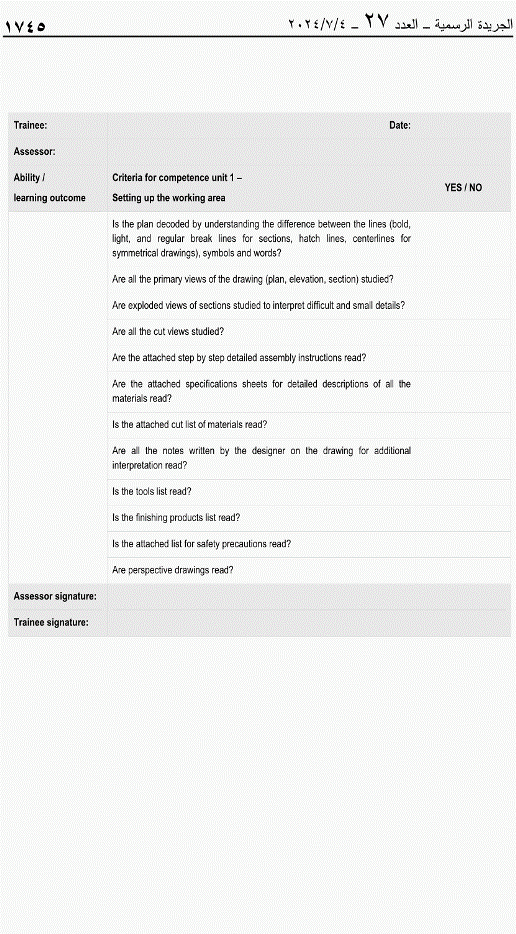 الجريدة الرسمية – العدد ٢٧ – ٢٠٢٤/٧/٤
١٧٤٥
Trainee: Date:
Assessor:
Ability / Criteria for competence unit 1 – YES / NO
learning outcome Setting up the working area
Is the plan decoded by understanding the difference between the lines (bold,
light, and regular break lines for sections, hatch lines, centerlines for
symmetrical drawings), symbols and words?
Are all the primary views of the drawing (plan, elevation, section) studied?
Are exploded views of sections studied to interpret difficult and small details?
Are all the cut views studied?
Are the attached step by step detailed assembly instructions read?
Are the attached specifications sheets for detailed descriptions of all the
materials read?
Is the attached cut list of materials read?
Are all the notes written by the designer on the drawing for additional
interpretation read?
Is the tools list read?
Is the finishing products list read?
Is the attached list for safety precautions read?
Are perspective drawings read?
Assessor signature:
Trainee signature: